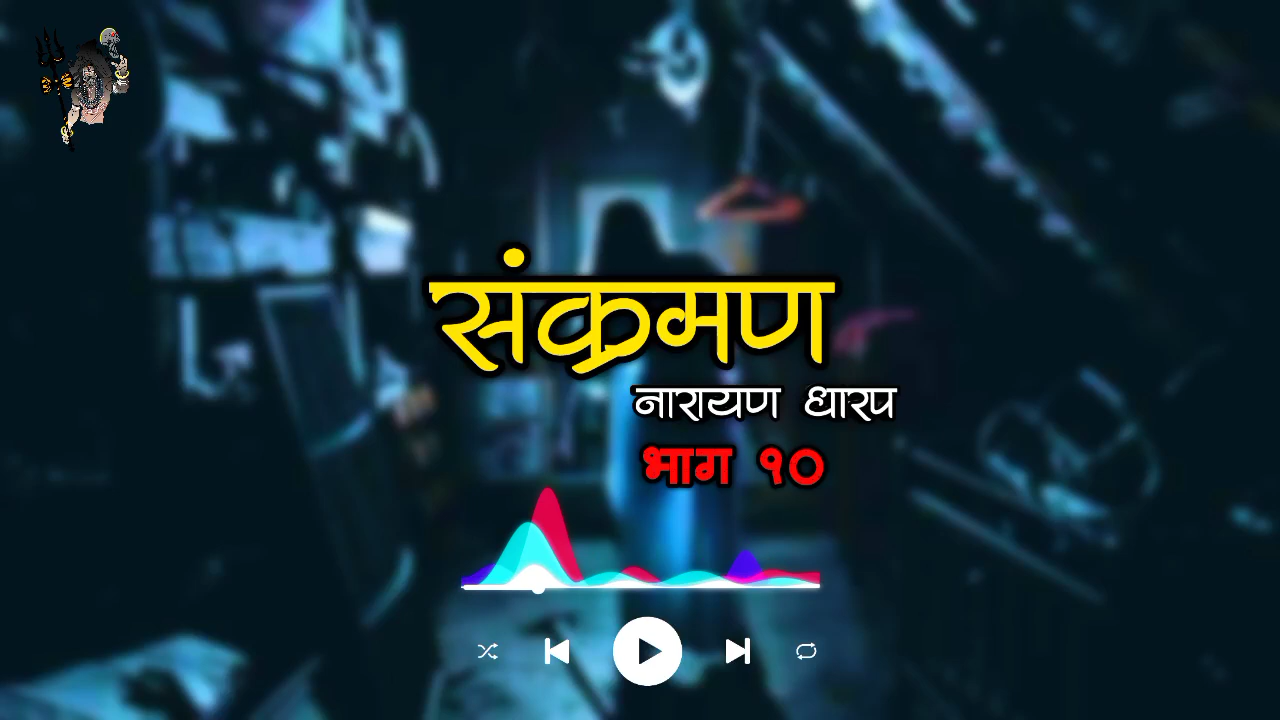 संक्रमण
नारायण धारप
भाग १०